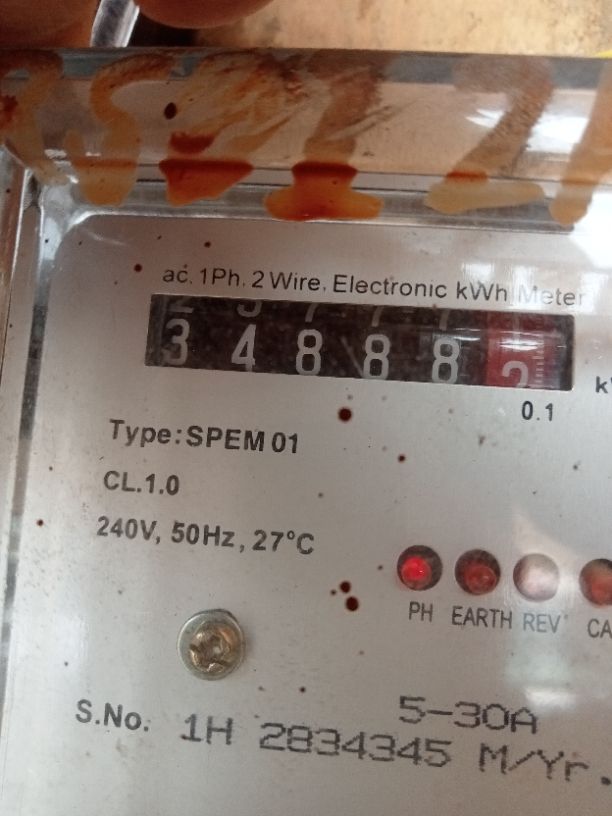 ac. 1Ph. 2 Wire, Electronic kWh Meter
3 4 8 8 8 2
0.1
Type: SPEM 01
CL.1.0
240V, 50Hz, 27°C
PH EARTH REV
5-30A
S.No. 1H 2834345 M/Yr.